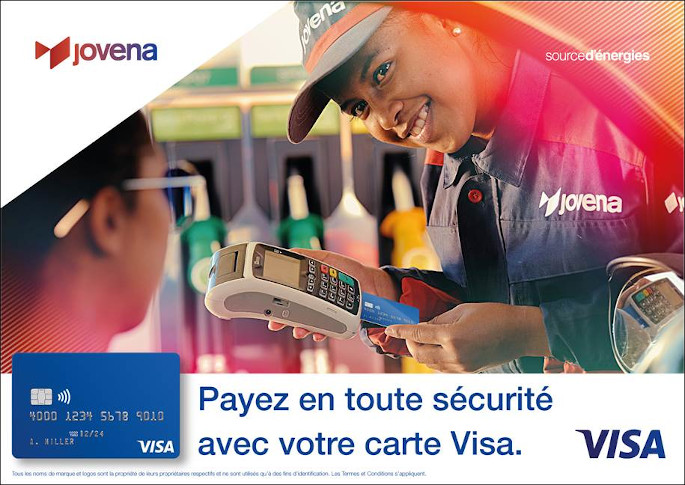 jovena
sourced'énergies
jovena
jovena
Payez en toute sécurité
avec votre carte Visa.
4000 1234 5678 9010
12/24
J. MILLER
VISA
VISA
Tous les noms de marque et logos sont la propriété de leurs propriétaires respectifs et ne sont utilisés qu'à des fins d'identification. Les Termes et Conditions s'appliquent.